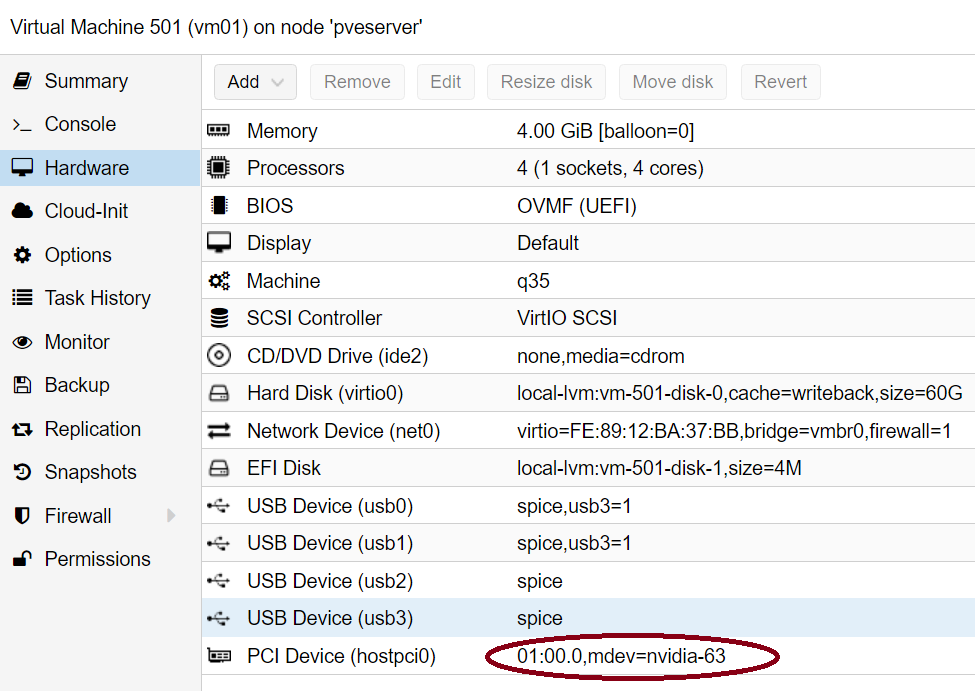 Virtual Machine 501 (vm01) on node 'pveserver'
Summary
Console
Hardware
Cloud-Init
Options
Task History
Monitor
Backup
Replication
Snapshots
Firewall
Permissions
Add Remove Edit Resize disk Move disk Revert
Memory 4.00 GiB [balloon=0]
Processors 4 (1 sockets, 4 cores)
BIOS OVMF (UEFI)
Display Default
Machine q35
SCSI Controller VirtIO SCSI
CD/DVD Drive (ide2) none,media=cdrom
Hard Disk (virtio0) local-lvm:vm-501-disk-0,cache=writeback,size=60G
Network Device (net0) virtio=FE:89:12:BA:37:BB,bridge=vmbr0,firewall=1
EFI Disk local-lvm:vm-501-disk-1,size=4M
USB Device (usb0) spice,usb3=1
USB Device (usb1) spice,usb3=1
USB Device (usb2) spice
USB Device (usb3) spice
PCI Device (hostpci0) 01:00.0,mdev=nvidia-63